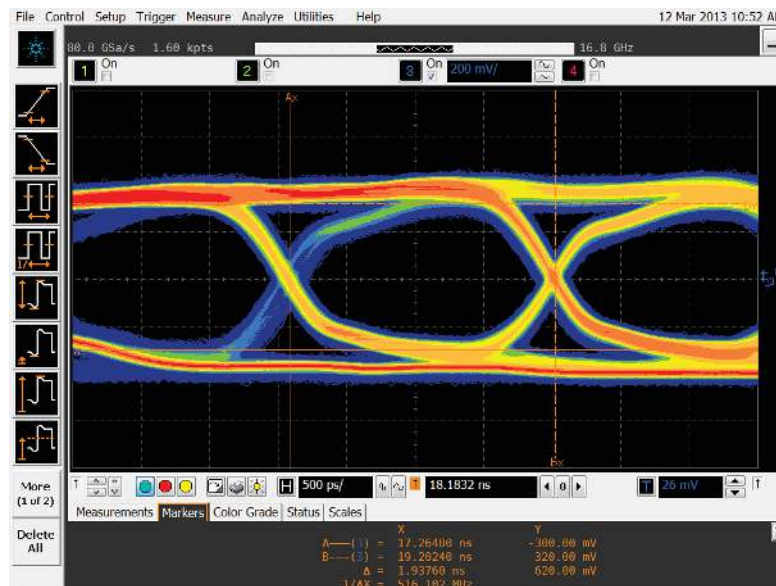 File Control Setup Trigger Measure Analyze Utilities Help 12 Mar 2013 10:52 AM
80.0 GSa/s 1.60 kpts 16.8 GHz
1 On 2 On 3 On 200 mV/ 4 On
Ax
Bx
More
(1 of 2)
Delete
All
H 500 ps/ 18.1832 ns 0 T 26 mV
Measurements Markers Color Grade Status Scales
X Y
A—(3) = 17.26480 ns -300.00 mV
B---(3) = 19.20240 ns 320.00 mV
Δ = 1.93760 ns 620.00 mV
1/ΔX = 516.102 MHz